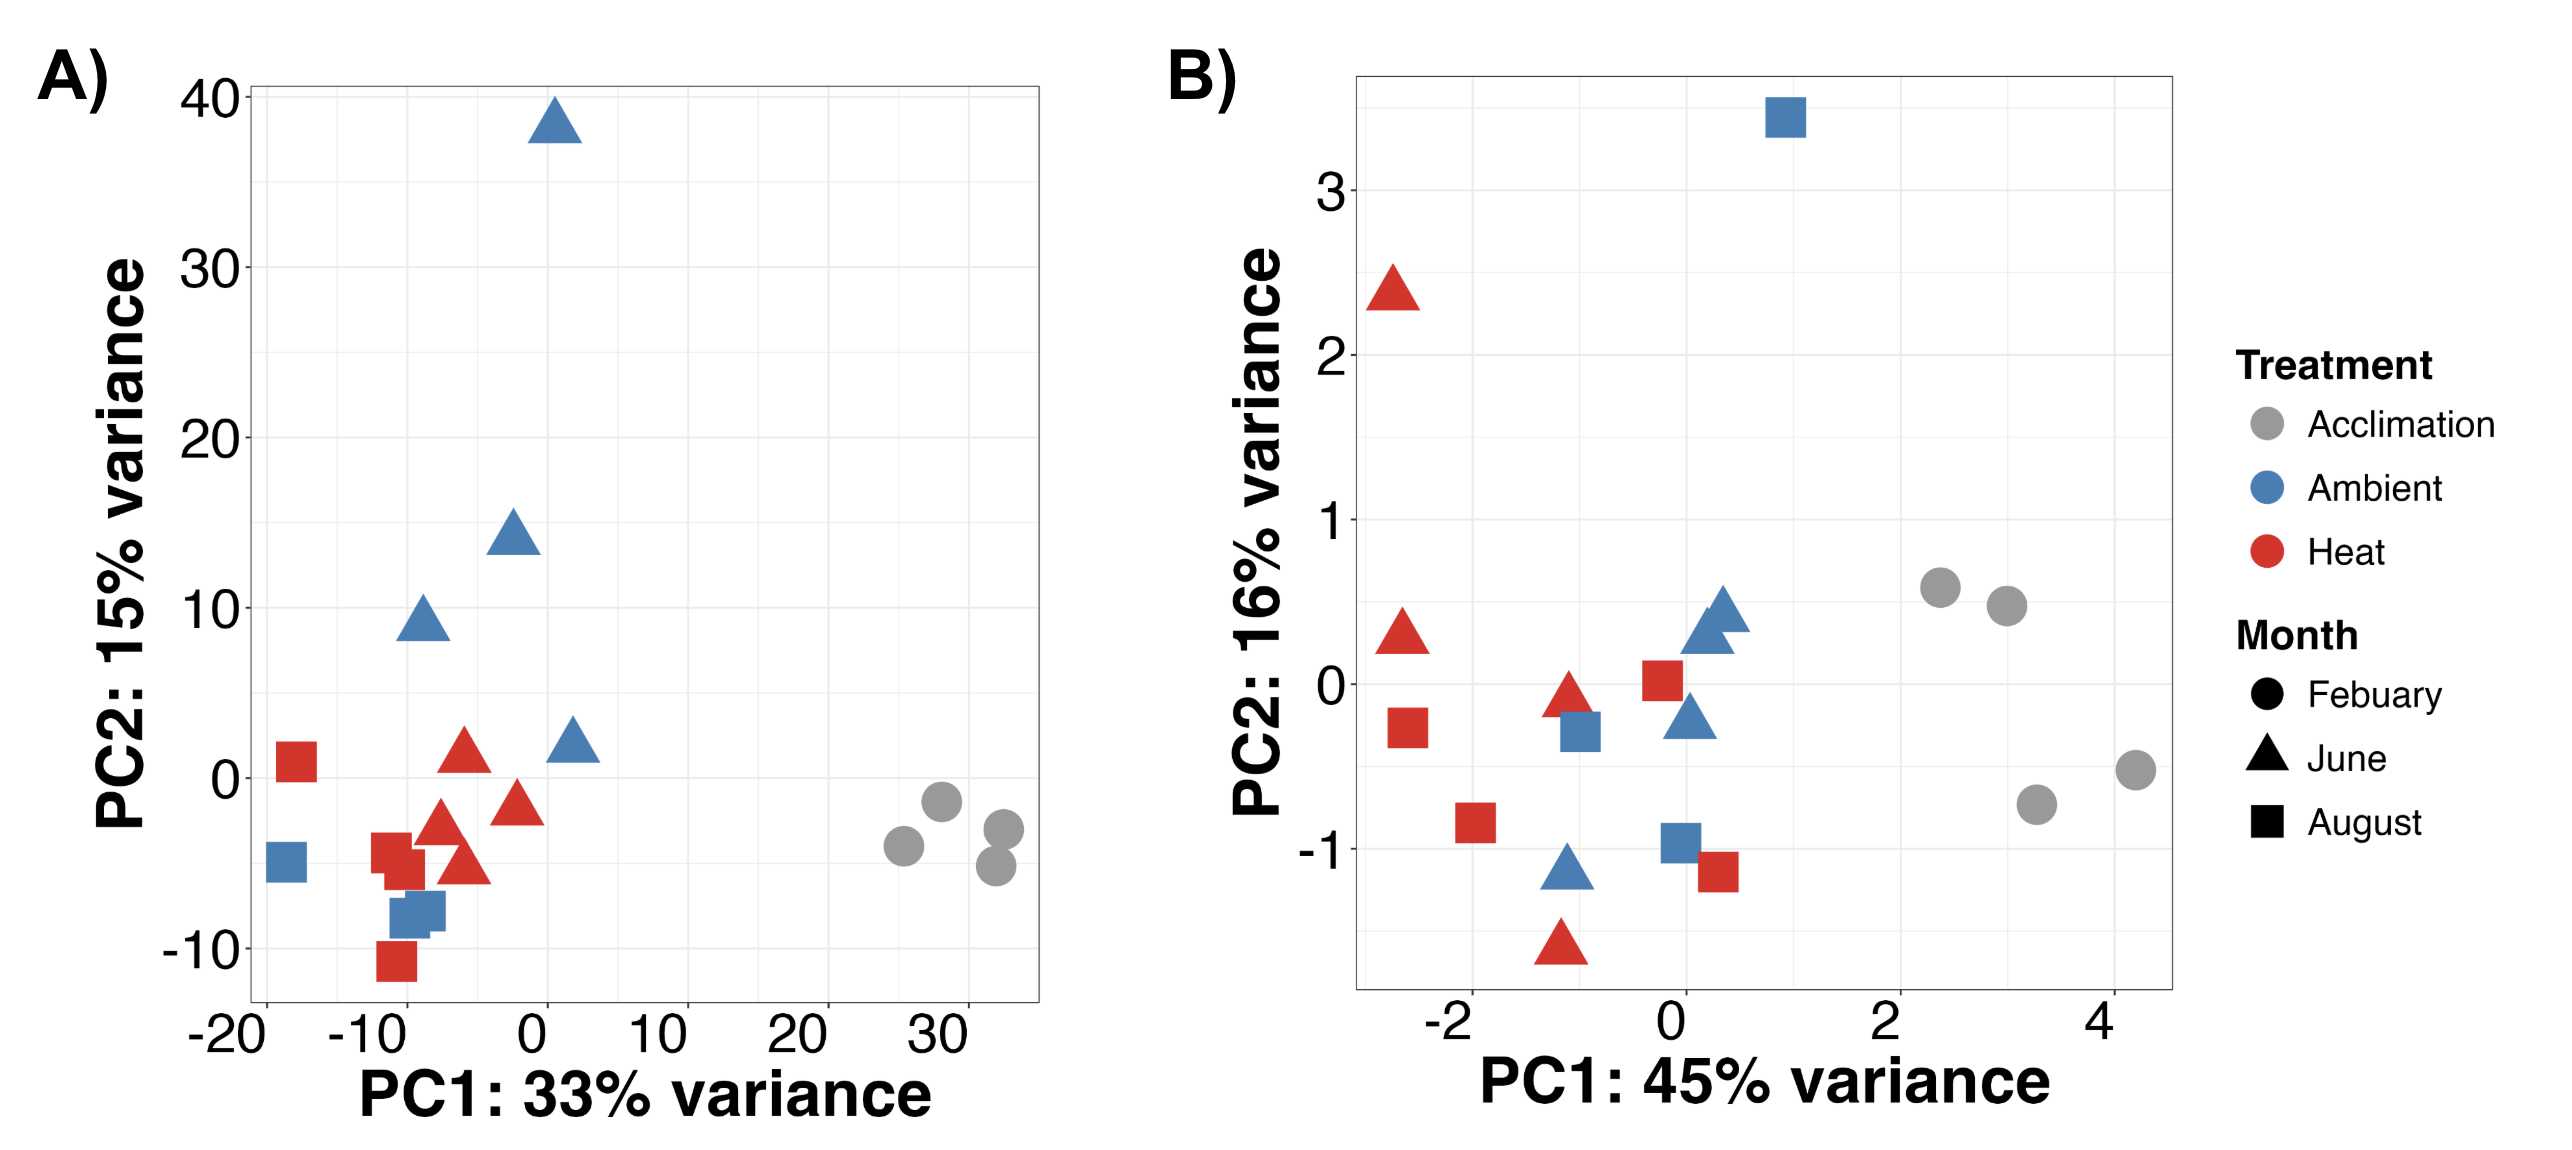 A)
PC2: 15% variance
40
30
20
10
0
-10
-20 -10 0 10 20 30
PC1: 33% variance
B)
PC2: 16% variance
3
2
1
0
-1
-2 0 2 4
PC1: 45% variance
Treatment
Acclimation
Ambient
Heat
Month
Febuary
June
August